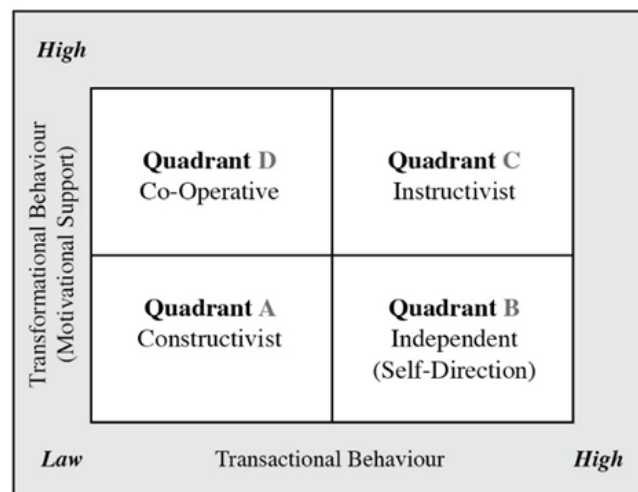 High
Transformational Behaviour
(Motivational Support)
Quadrant D
Co-Operative
Quadrant C
Instructivist
Quadrant A
Constructivist
Quadrant B
Independent
(Self-Direction)
Law
Transactional Behaviour
High